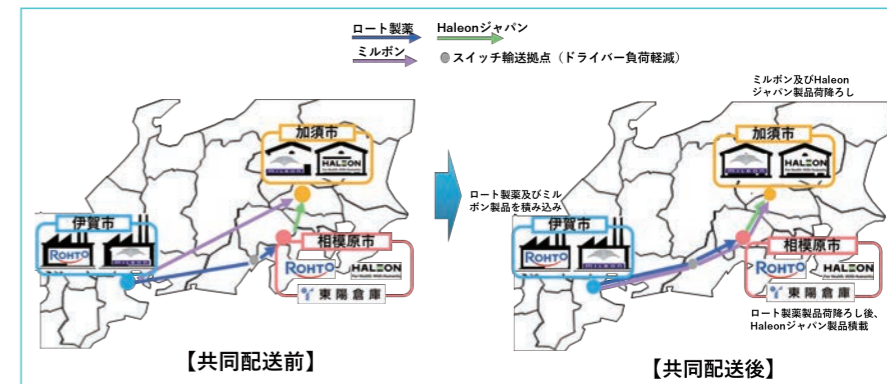 ロート製薬
Haleonジャパン
ミルボン
スイッチ輸送拠点（ドライバー負荷軽減）
加須市
HALEON
伊賀市
ROHTO
相模原市
ROHTO
HALEON
東陽倉庫
【共同配送前】
ロート製薬及びミル
ボン製品を積み込み
ミルボン及びHaleon
ジャパン製品荷降ろし
加須市
HALEON
伊賀市
ROHTO
相模原市
ROHTO
HALEON
東陽倉庫
ロート製薬製品荷降ろし後、
Haleonジャパン製品積載
【共同配送後】